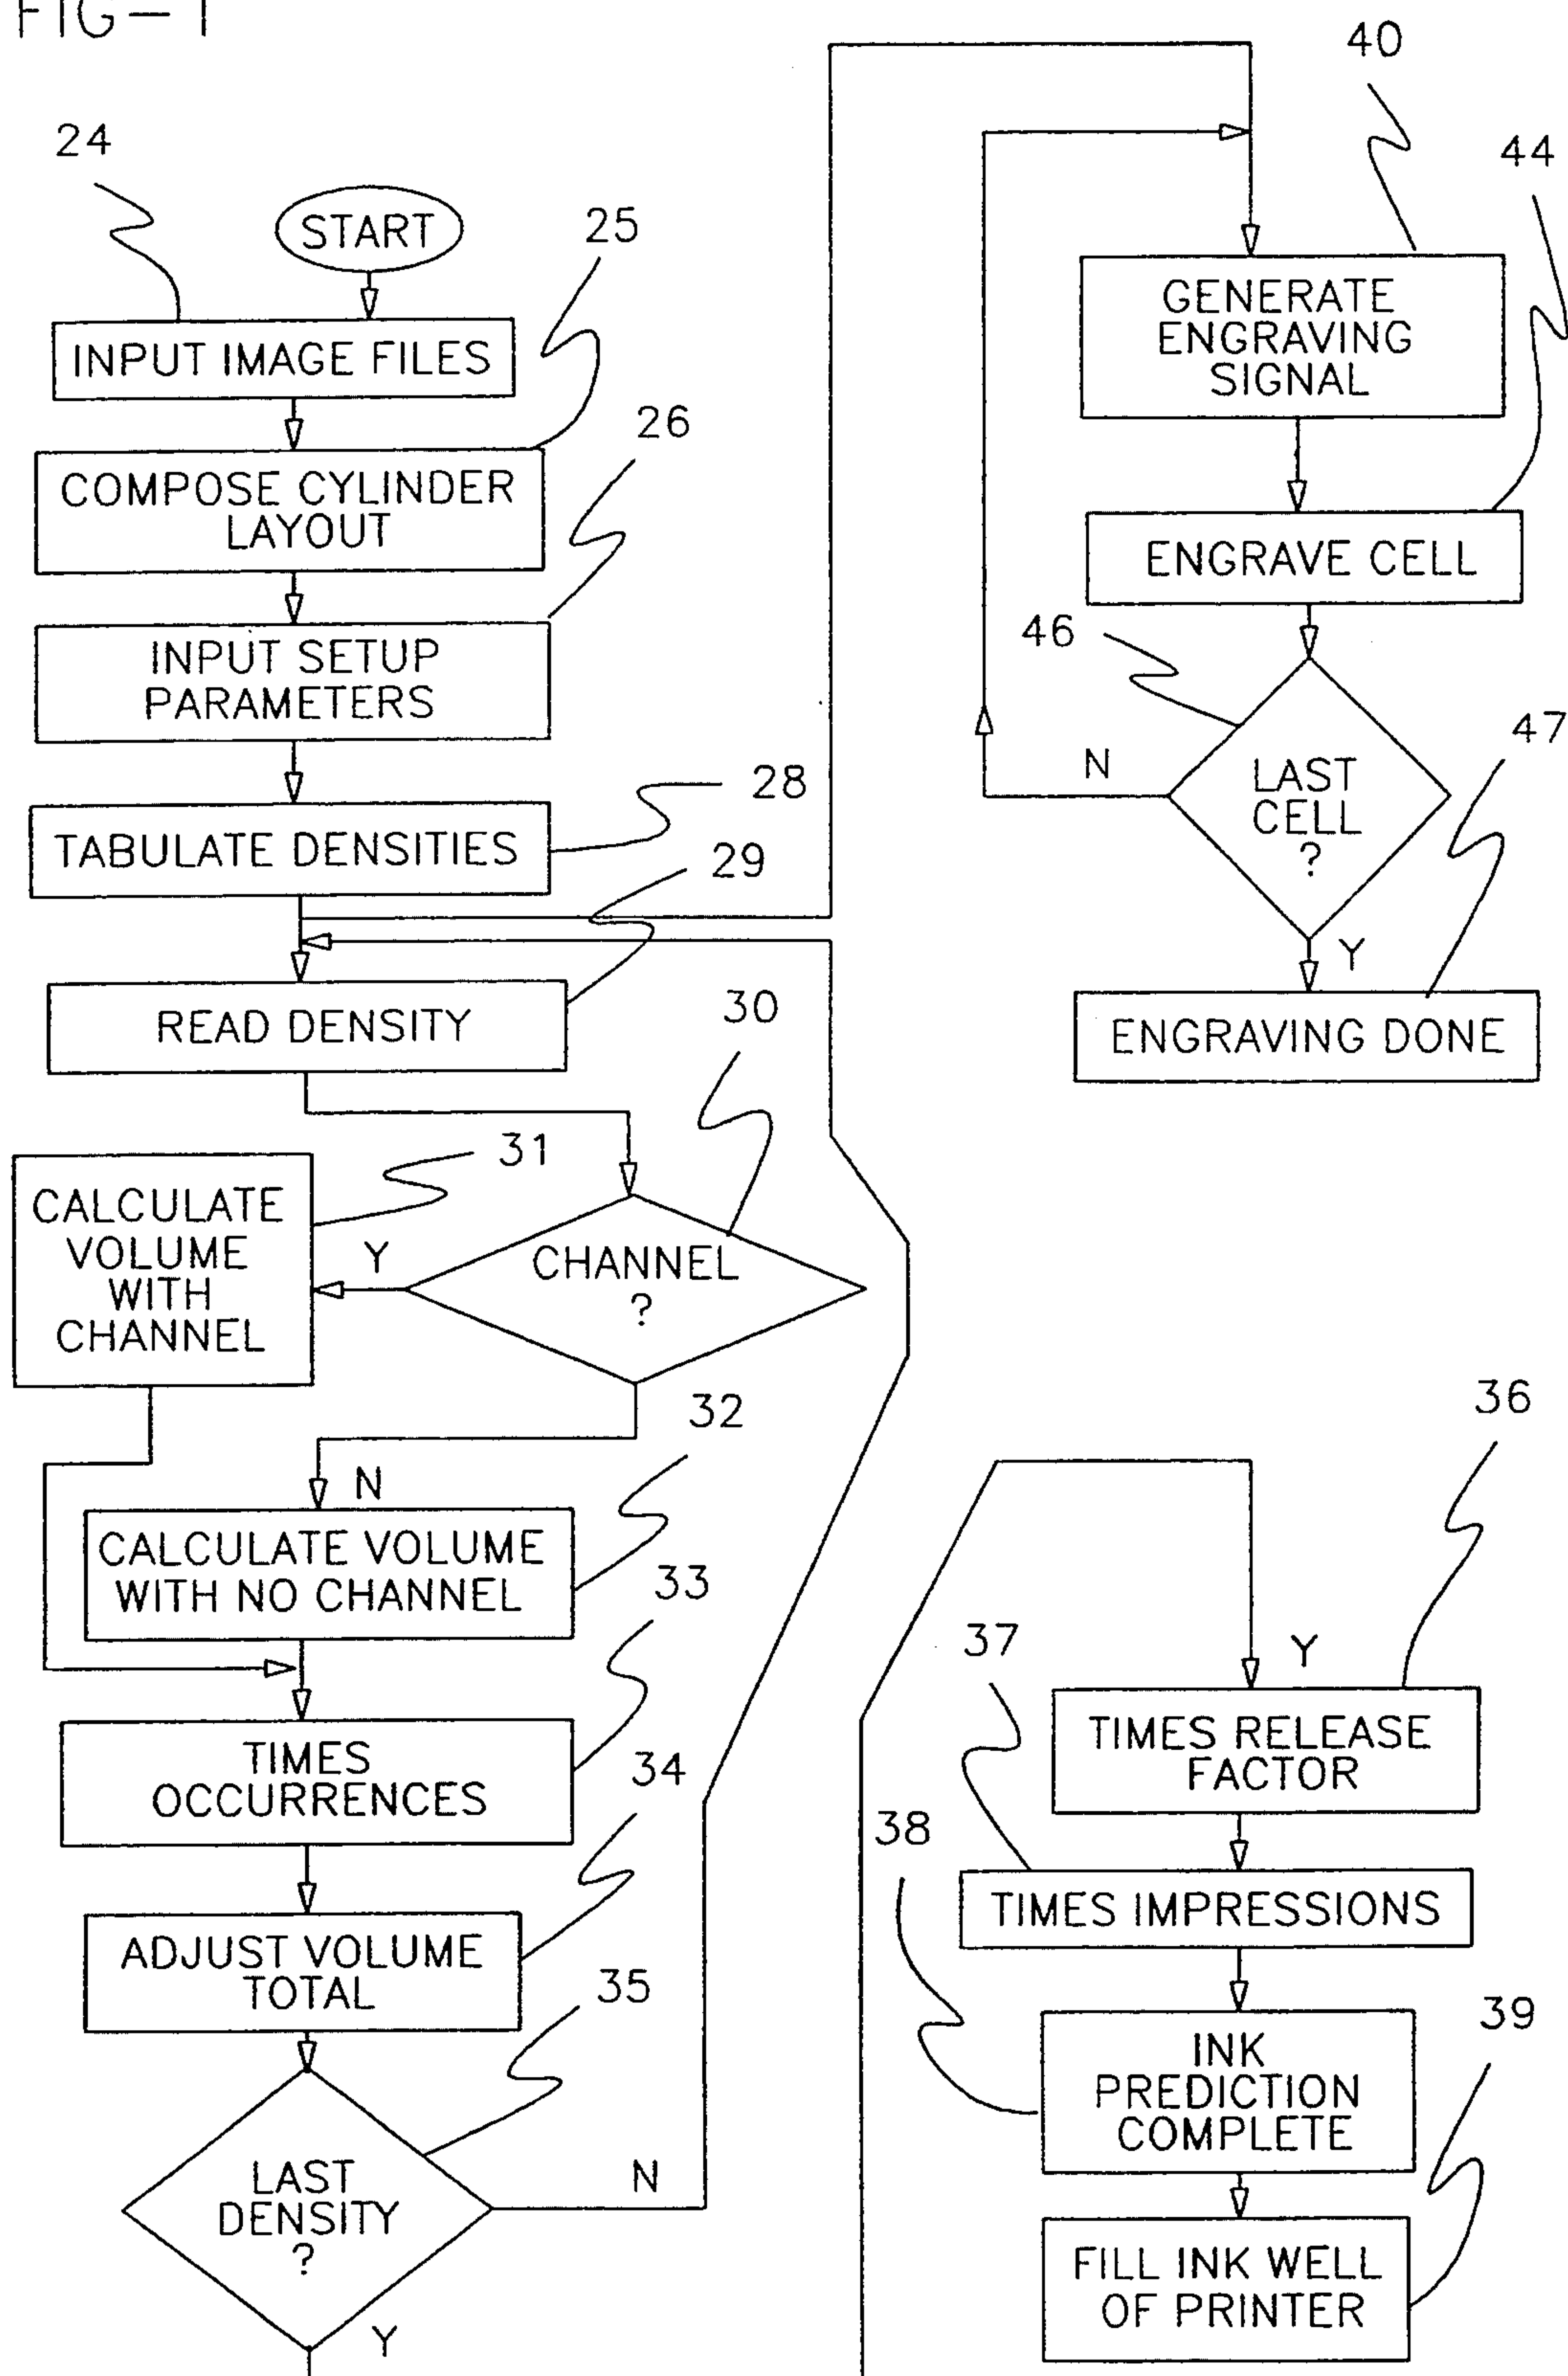 FIG-1
24
START
25
INPUT IMAGE FILES
COMPOSE CYLINDER
LAYOUT
26
INPUT SETUP
PARAMETERS
28
TABULATE DENSITIES
29
READ DENSITY
30
CHANNEL
?
Y
31
CALCULATE
VOLUME
WITH
CHANNEL
N
32
CALCULATE VOLUME
WITH NO CHANNEL
33
TIMES
OCCURRENCES
34
ADJUST VOLUME
TOTAL
35
LAST
DENSITY
?
N
Y
40
GENERATE
ENGRAVING
SIGNAL
44
ENGRAVE CELL
46
LAST
CELL
?
N
Y
47
ENGRAVING DONE
36
Y
TIMES RELEASE
FACTOR
37
TIMES IMPRESSIONS
38
INK
PREDICTION
COMPLETE
39
FILL INK WELL
OF PRINTER